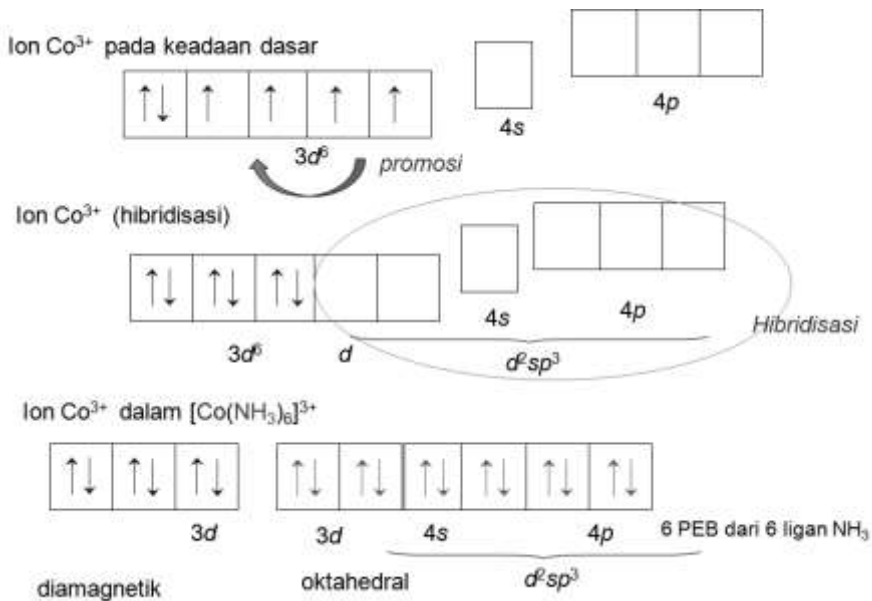 Ion Co³⁺ pada keadaan dasar
4s
4p
3d⁶
promosi
Ion Co³⁺ (hibridisasi)
4s
4p
Hibridisasi
3d⁶ d
d²sp³
Ion Co³⁺ dalam [Co(NH₃)₆]³⁺
3d 3d 4s 4p 6 PEB dari 6 ligan NH₃
diamagnetik oktahedral d²sp³